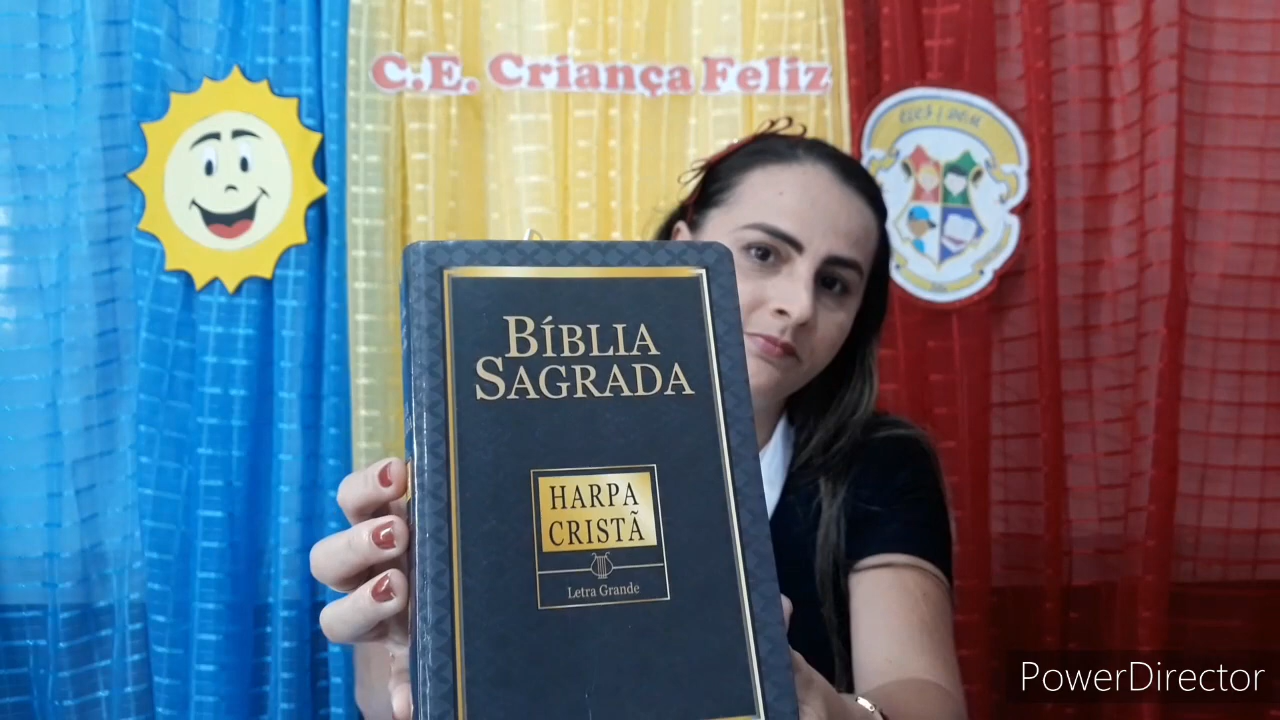 C.E. Criança Feliz
BÍBLIA
SAGRADA
HARPA
CRISTÃ
Letra Grande
PowerDirector